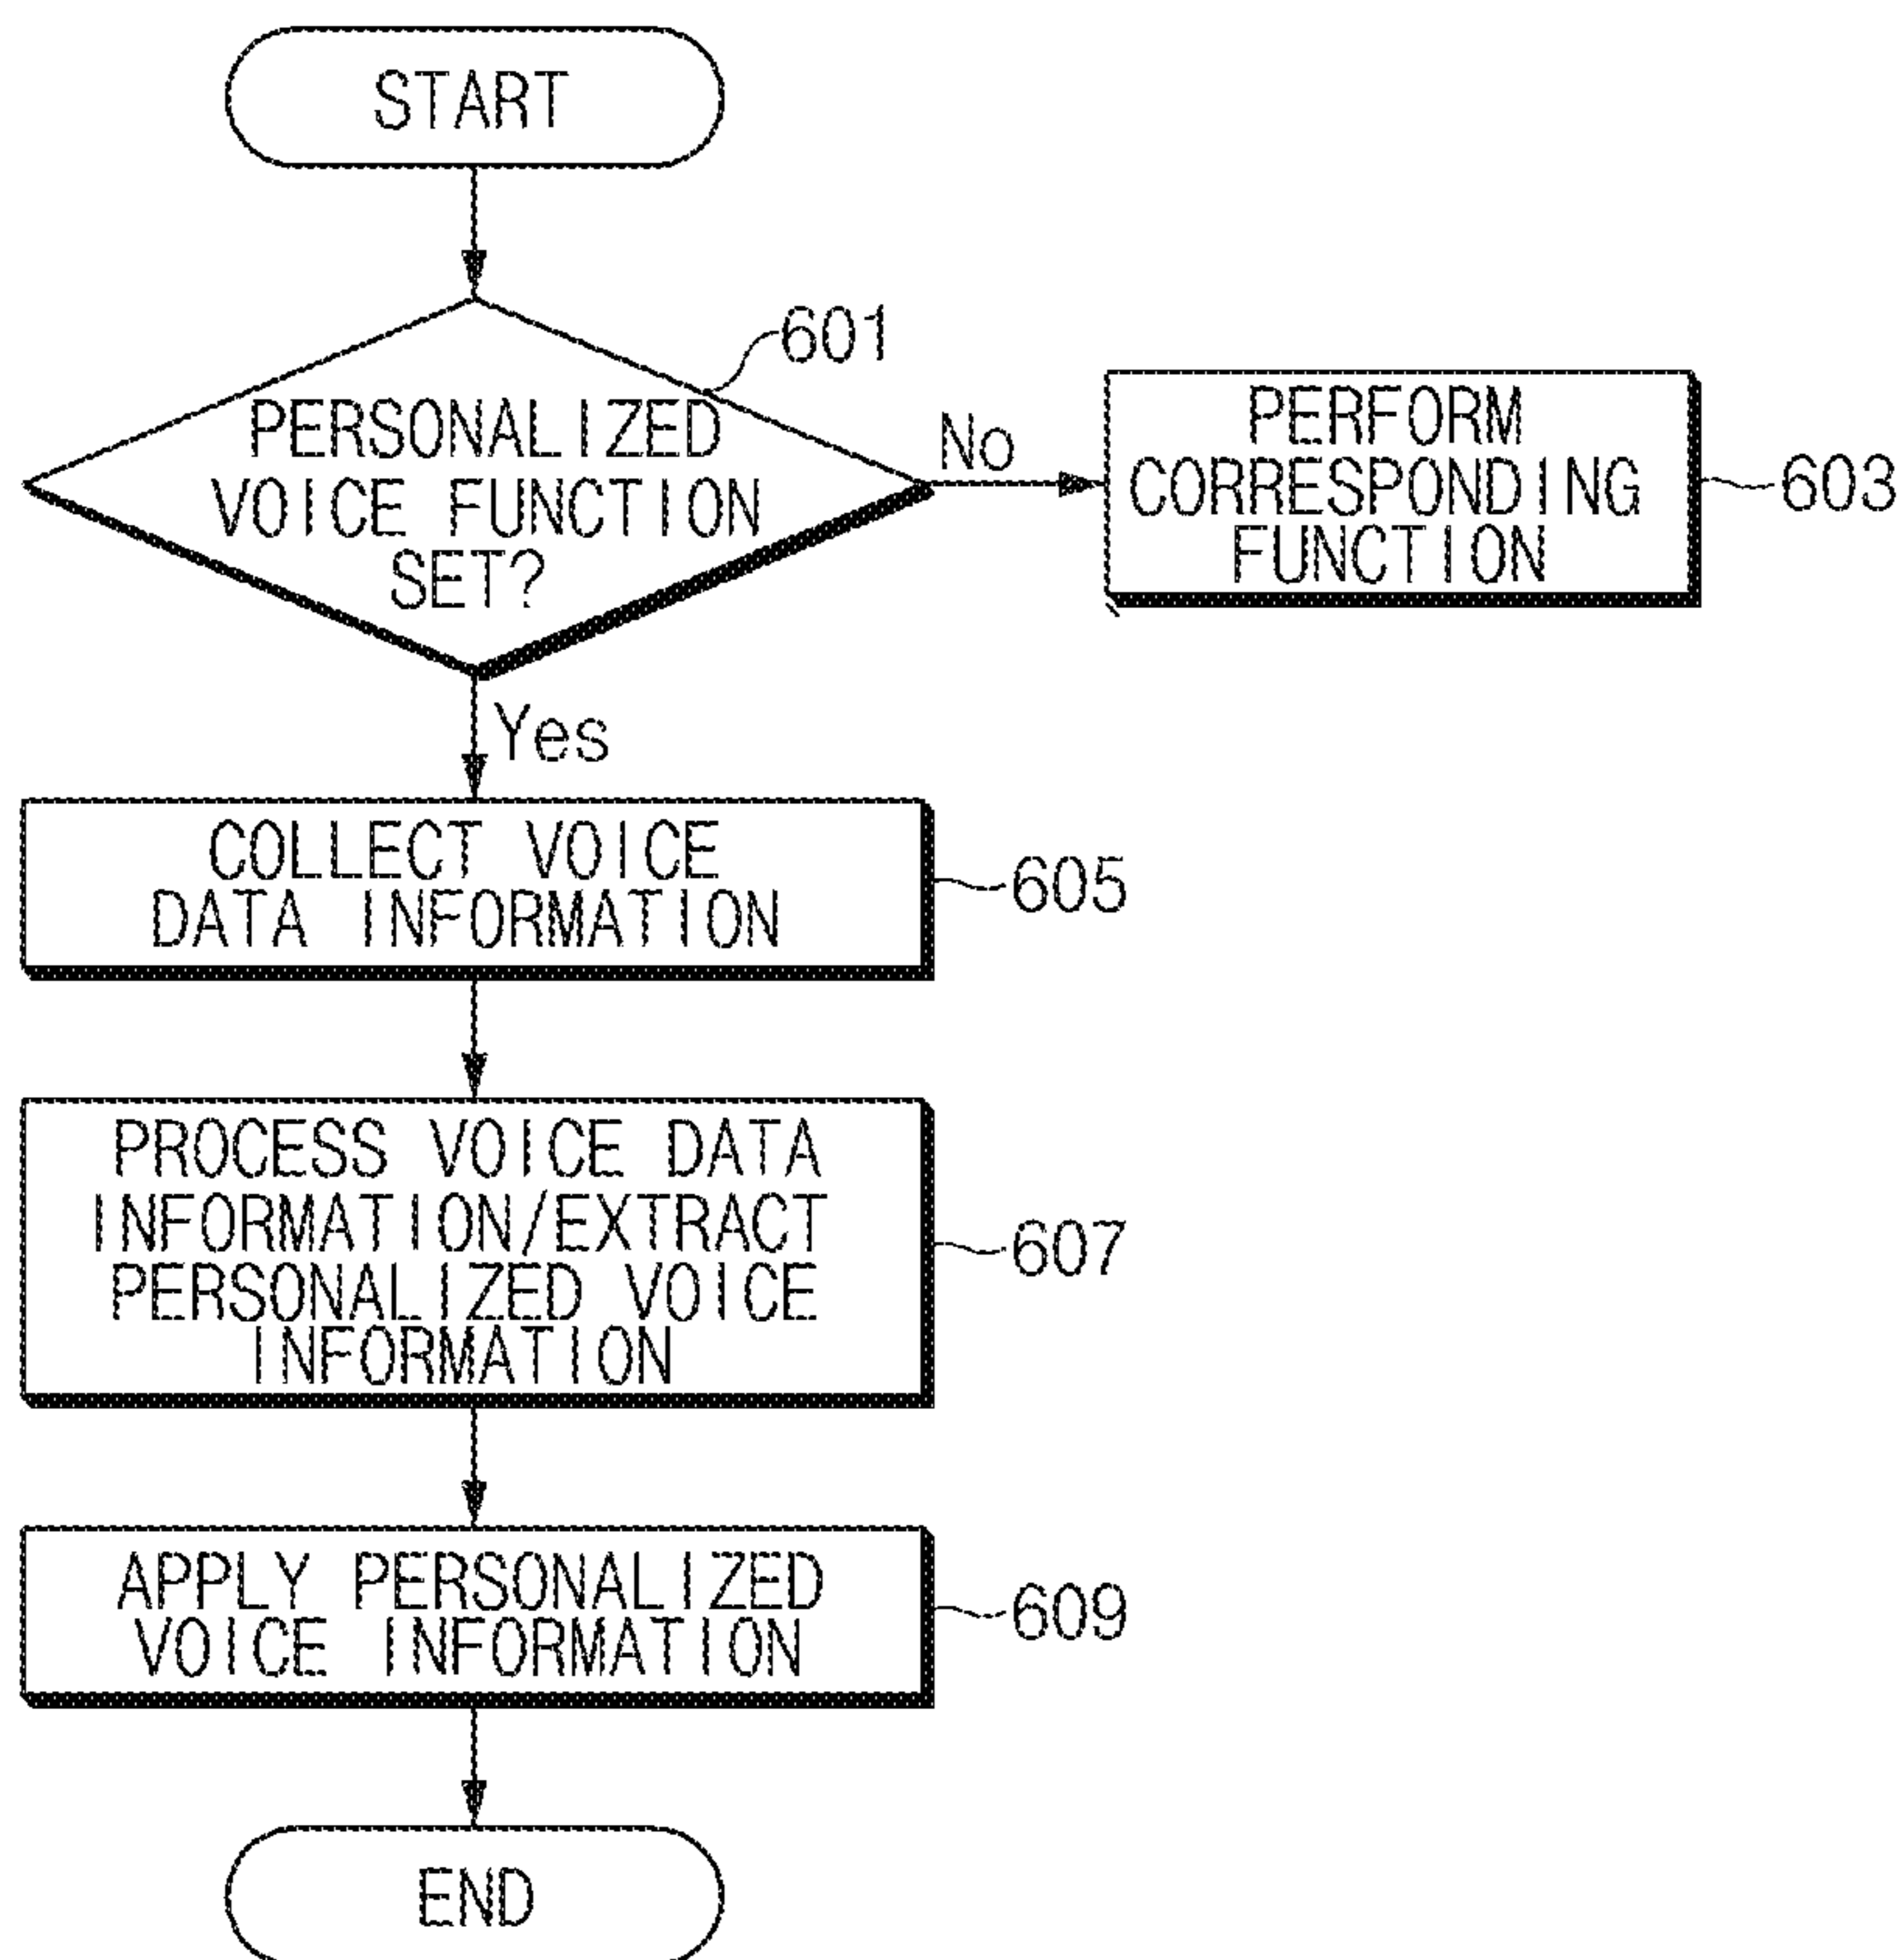 START
601
PERSONALIZED
VOICE FUNCTION
SET?
No
PERFORM
CORRESPONDING
FUNCTION
603
Yes
COLLECT VOICE
DATA INFORMATION
605
PROCESS VOICE DATA
INFORMATION/EXTRACT
PERSONALIZED VOICE
INFORMATION
607
APPLY PERSONALIZED
VOICE INFORMATION
609
END